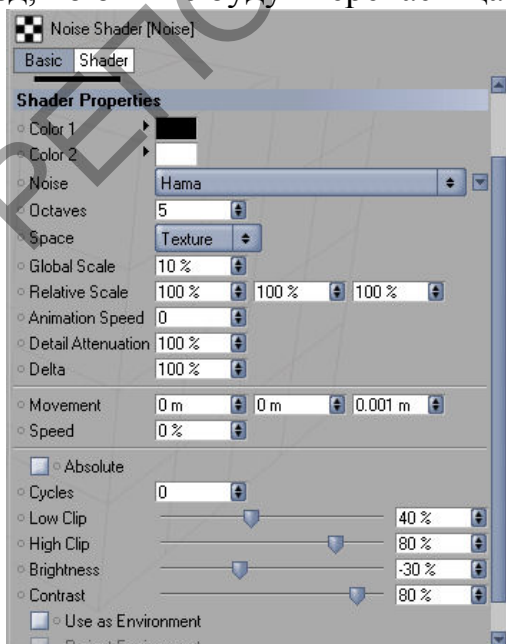 Noise Shader [Noise]
Basic Shader
Shader Properties
Color 1
Color 2
Noise Hama
Octaves 5
Space Texture
Global Scale 10 %
Relative Scale 100 % 100 % 100 %
Animation Speed 0
Detail Attenuation 100 %
Delta 100 %
Movement 0 m 0 m 0.001 m
Speed 0 %
Absolute
Cycles 0
Low Clip 40 %
High Clip 80 %
Brightness -30 %
Contrast 80 %
Use as Environment